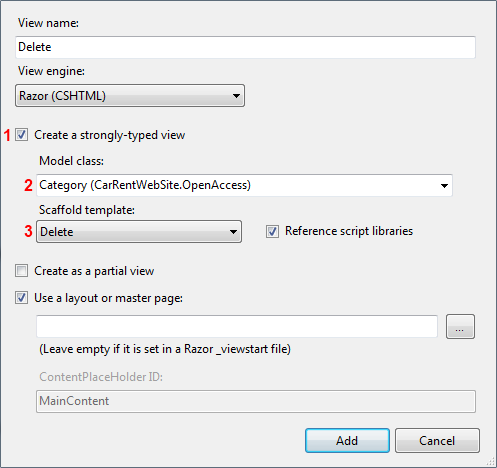 View name:
Delete
View engine:
Razor (CSHTML)
1 Create a strongly-typed view
Model class:
2 Category (CarRentWebSite.OpenAccess)
Scaffold template:
3 Delete
Reference script libraries
Create as a partial view
Use a layout or master page:
...
(Leave empty if it is set in a Razor _viewstart file)
ContentPlaceHolder ID:
MainContent
Add Cancel